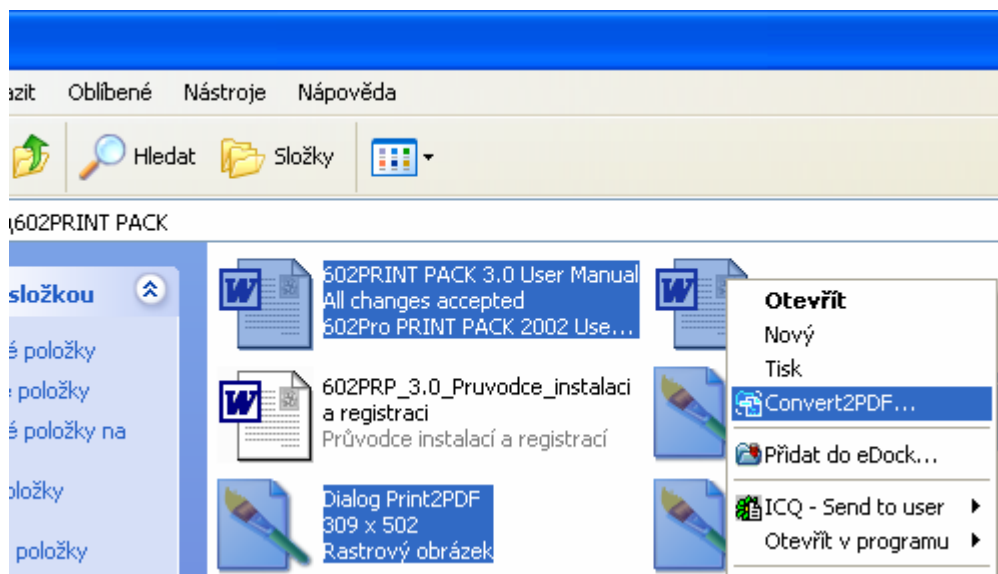 azit Oblíbené Nástroje Nápověda
Hledat Složky
\602PRINT PACK
složkou
é položky
položky
é položky na
oložky
položky
602PRINT PACK 3.0 User Manual
All changes accepted
602Pro PRINT PACK 2002 Use...
602PRP_3.0_Pruvodce_instalaci
a registraci
Průvodce instalací a registrací
Dialog Print2PDF
309 x 502
Rastrový obrázek
Otevřít
Nový
Tisk
Convert2PDF...
Přidat do eDock...
ICQ - Send to user
Otevřít v programu